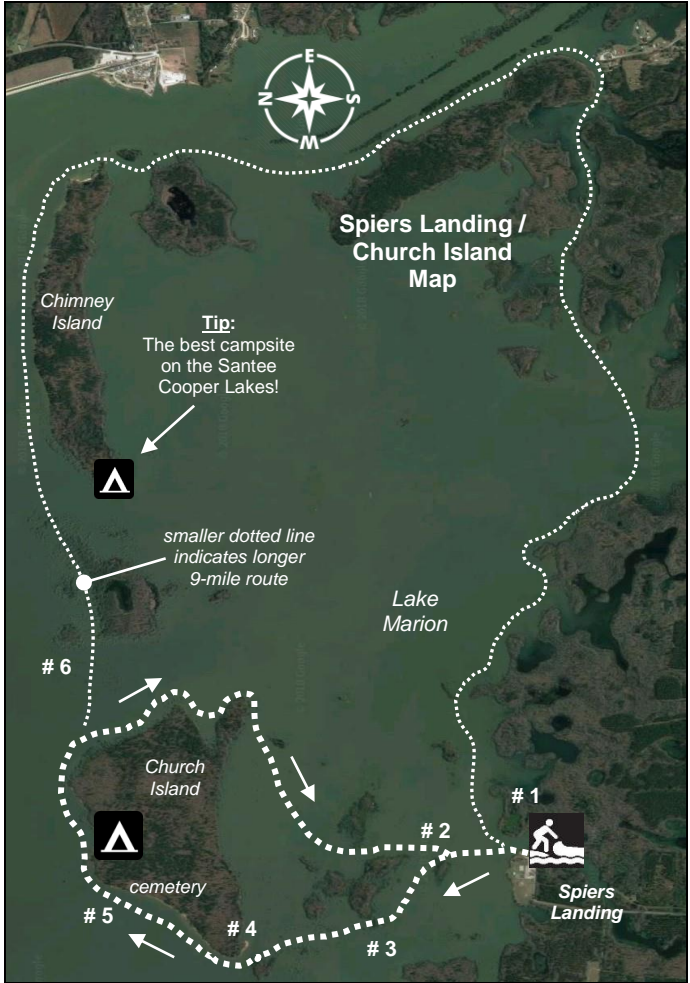 E
N
S
W
Spiers Landing /
Church Island
Map
Chimney
Island
Tip:
The best campsite
on the Santee
Cooper Lakes!
smaller dotted line
indicates longer
9-mile route
Lake
Marion
# 6
Church
Island
# 1
# 2
cemetery
Spiers
Landing
# 5
# 4
# 3